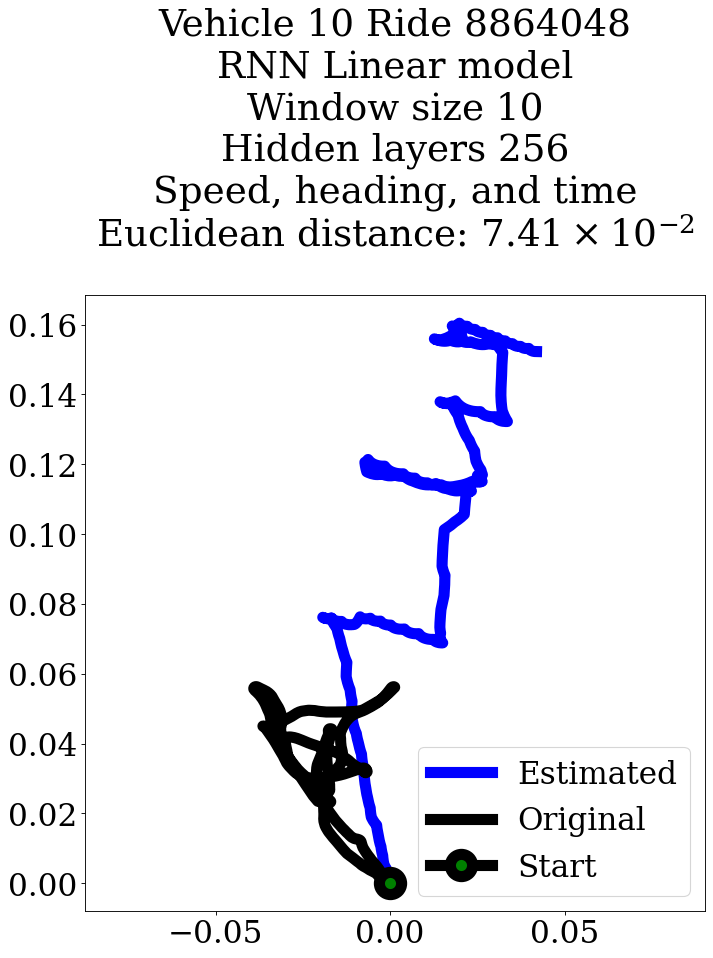 Vehicle 10 Ride 8864048
RNN Linear model
Window size 10
Hidden layers 256
Speed, heading, and time
Euclidean distance: 7.41 × 10⁻²
0.16
0.14
0.12
0.10
0.08
0.06
0.04
0.02
0.00
−0.05 0.00 0.05
Estimated
Original
Start